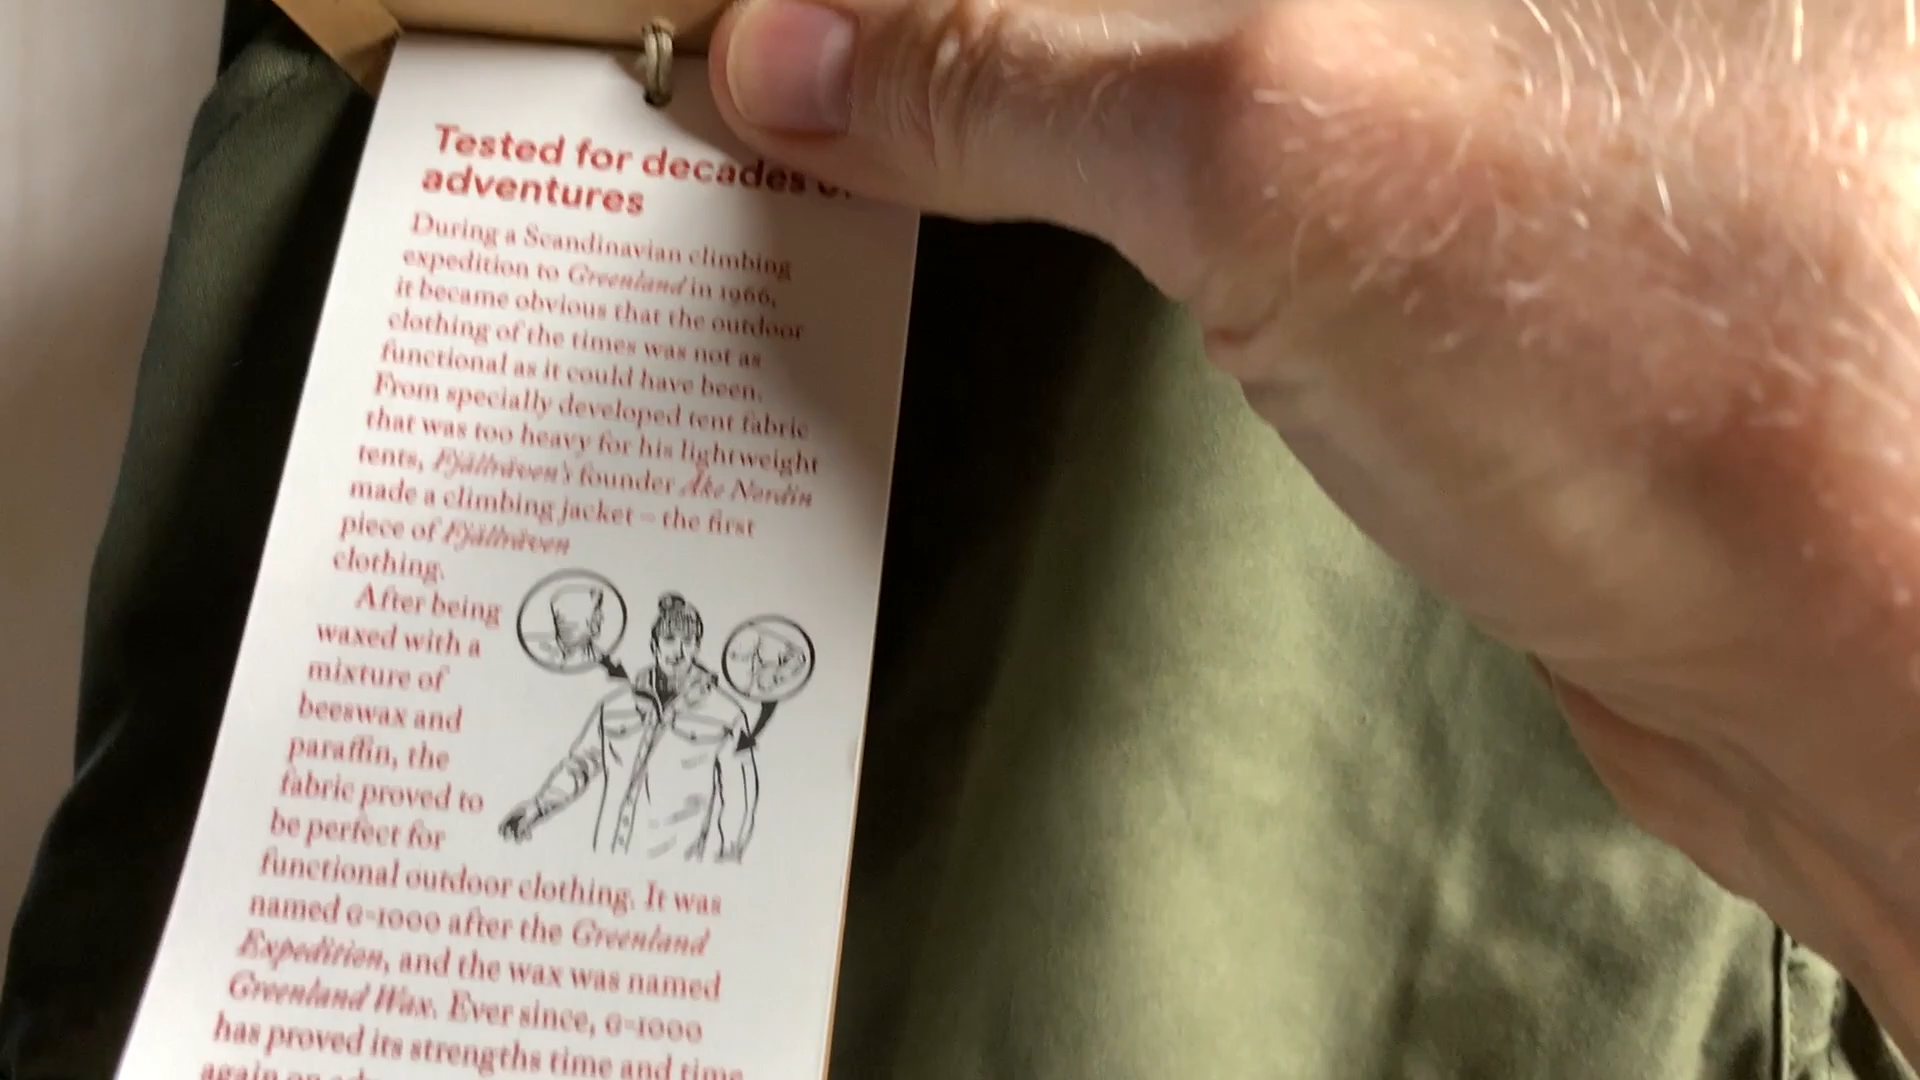 Tested for decades
adventures
During a Scandinavian climbing
expedition to Greenland in 1966,
it became obvious that the outdoor
clothing of the times was not as
functional as it could have been.
From specially developed tent fabric
that was too heavy for his lightweight
tents, Fjällräven's founder Åke Nordin
made a climbing jacket – the first
piece of Fjällräven
clothing.
After being
waxed with a
mixture of
beeswax and
paraffin, the
fabric proved to
be perfect for
functional outdoor clothing. It was
named G-1000 after the Greenland
Expedition, and the wax was named
Greenland Wax. Ever since, G-1000
has proved its strengths time and time
again